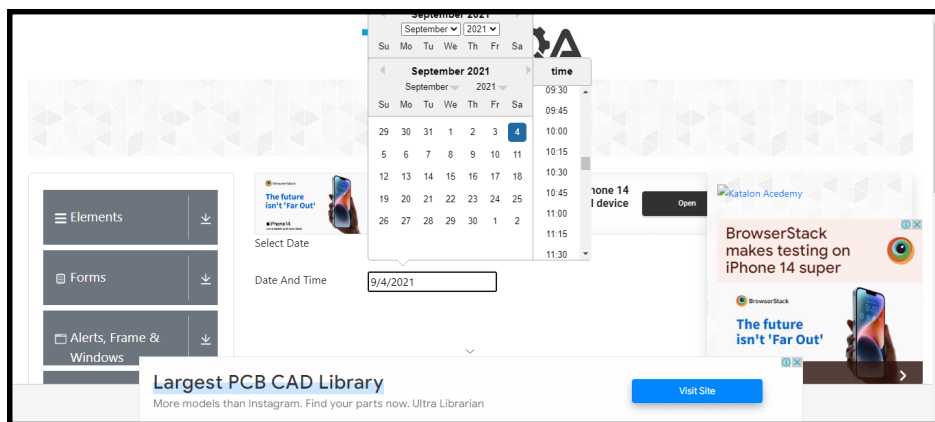 September 2021
September 2021
Su Mo Tu We Th Fr Sa
September 2021
time
September 2021
Su Mo Tu We Th Fr Sa
29 30 31 1 2 3 4
5 6 7 8 9 10 11
12 13 14 15 16 17 18
19 20 21 22 23 24 25
26 27 28 29 30 1 2
09:30
09:45
10:00
10:15
10:30
10:45
11:00
11:15
11:30
QA
Elements
Forms
Alerts, Frame &
Windows
BrowserStack
The future
isn't 'Far Out'
iPhone 14
hone 14
l device
Open
Select Date
Date And Time
9/4/2021
Katalon Acedemy
BrowserStack
makes testing on
iPhone 14 super
BrowserStack
The future
isn't 'Far Out'
Largest PCB CAD Library
More models than Instagram. Find your parts now. Ultra Librarian
Visit Site